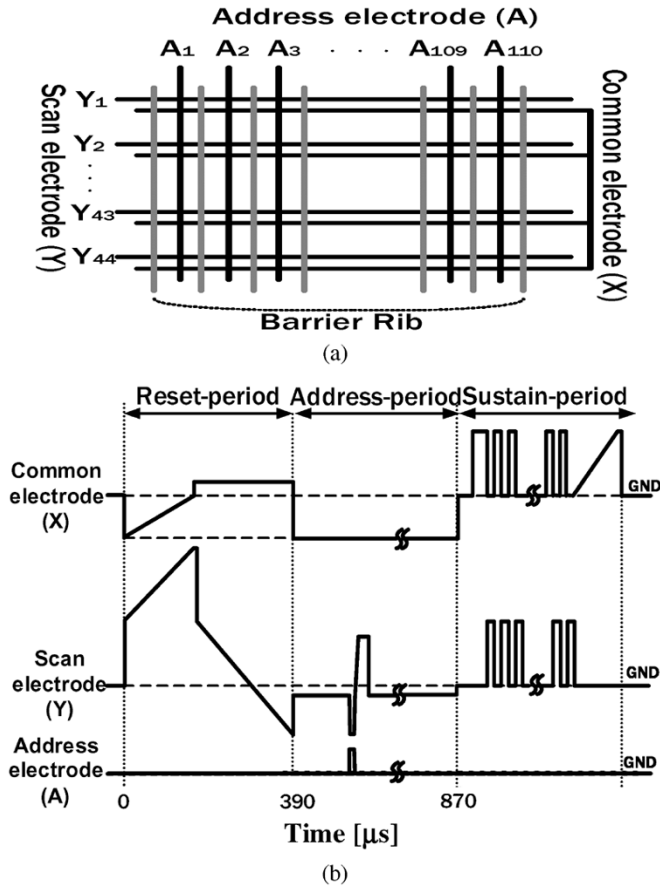 Address electrode (A)
A1 A2 A3 · · · · A109 A110
Scan electrode (Y)
Y1
Y2
Y43
Y44
Common electrode (X)
Barrier Rib
(a)
Reset-period Address-period Sustain-period
Common
electrode
(X)
GND
Scan
electrode
(Y)
GND
Address
electrode
(A)
GND
0 390 870
Time [μs]
(b)